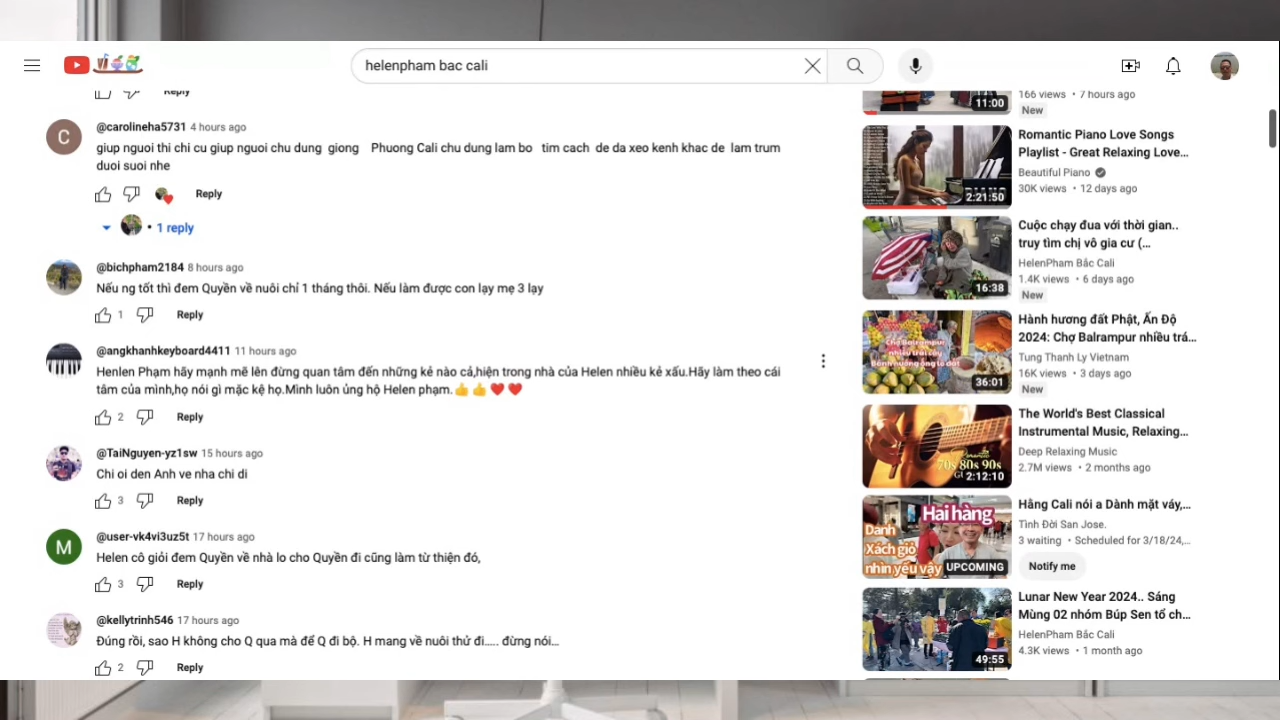 helenpham bac cali
Reply
@carolineha5731 4 hours ago
C
giup nguoi thi chi cu giup nguoi chu dung giong Phuong Cali chu dung lam bo tim cach de da xeo kenh khac de lam trum
duoi suoi nhe
Reply
• 1 reply
@bichpham2184 8 hours ago
Nếu ng tốt thì đem Quyền về nuôi chỉ 1 tháng thôi. Nếu làm được con lạy mẹ 3 lạy
1 Reply
@angkhanhkeyboard4411 11 hours ago
Henlen Phạm hãy mạnh mẽ lên đừng quan tâm đến những kẻ nào cả,hiện trong nhà của Helen nhiều kẻ xấu.Hãy làm theo cái
tâm của mình,họ nói gì mặc kệ họ.Mình luôn ủng hộ Helen phạm.👍👍❤️❤️
2 Reply
@TaiNguyen-yz1sw 15 hours ago
Chi oi den Anh ve nha chi di
3 Reply
@user-vk4vi3uz5t 17 hours ago
M
Helen cô giỏi đem Quyền về nhà lo cho Quyền đi cũng làm từ thiện đó,
3 Reply
@kellytrinh546 17 hours ago
Đúng rồi, sao H không cho Q qua mà để Q đi bộ. H mang về nuôi thử đi..... đừng nói...
2 Reply
11:00
166 views • 7 hours ago
New
PIANO
2:21:50
Romantic Piano Love Songs
Playlist - Great Relaxing Love...
Beautiful Piano
30K views • 12 days ago
16:38
Cuộc chạy đua với thời gian..
truy tìm chị vô gia cư (...
HelenPham Bắc Cali
1.4K views • 6 days ago
New
Chợ Balrampur
nhiều trái cây
36:01
Hành hương đất Phật, Ấn Độ
2024: Chợ Balrampur nhiều trá...
Tung Thanh Ly Vietnam
16K views • 3 days ago
New
Romantic
70s 80s 90s
2:12:10
The World's Best Classical
Instrumental Music, Relaxing...
Deep Relaxing Music
2.7M views • 2 months ago
Hai hàng
Danh
Xách giỏ
nhìn yếu vậy
UPCOMING
Hằng Cali nói a Dành mặt váy,...
Tình Đời San Jose.
3 waiting • Scheduled for 3/18/24,...
Notify me
49:55
Lunar New Year 2024.. Sáng
Mùng 02 nhóm Búp Sen tổ ch...
HelenPham Bắc Cali
4.3K views • 1 month ago